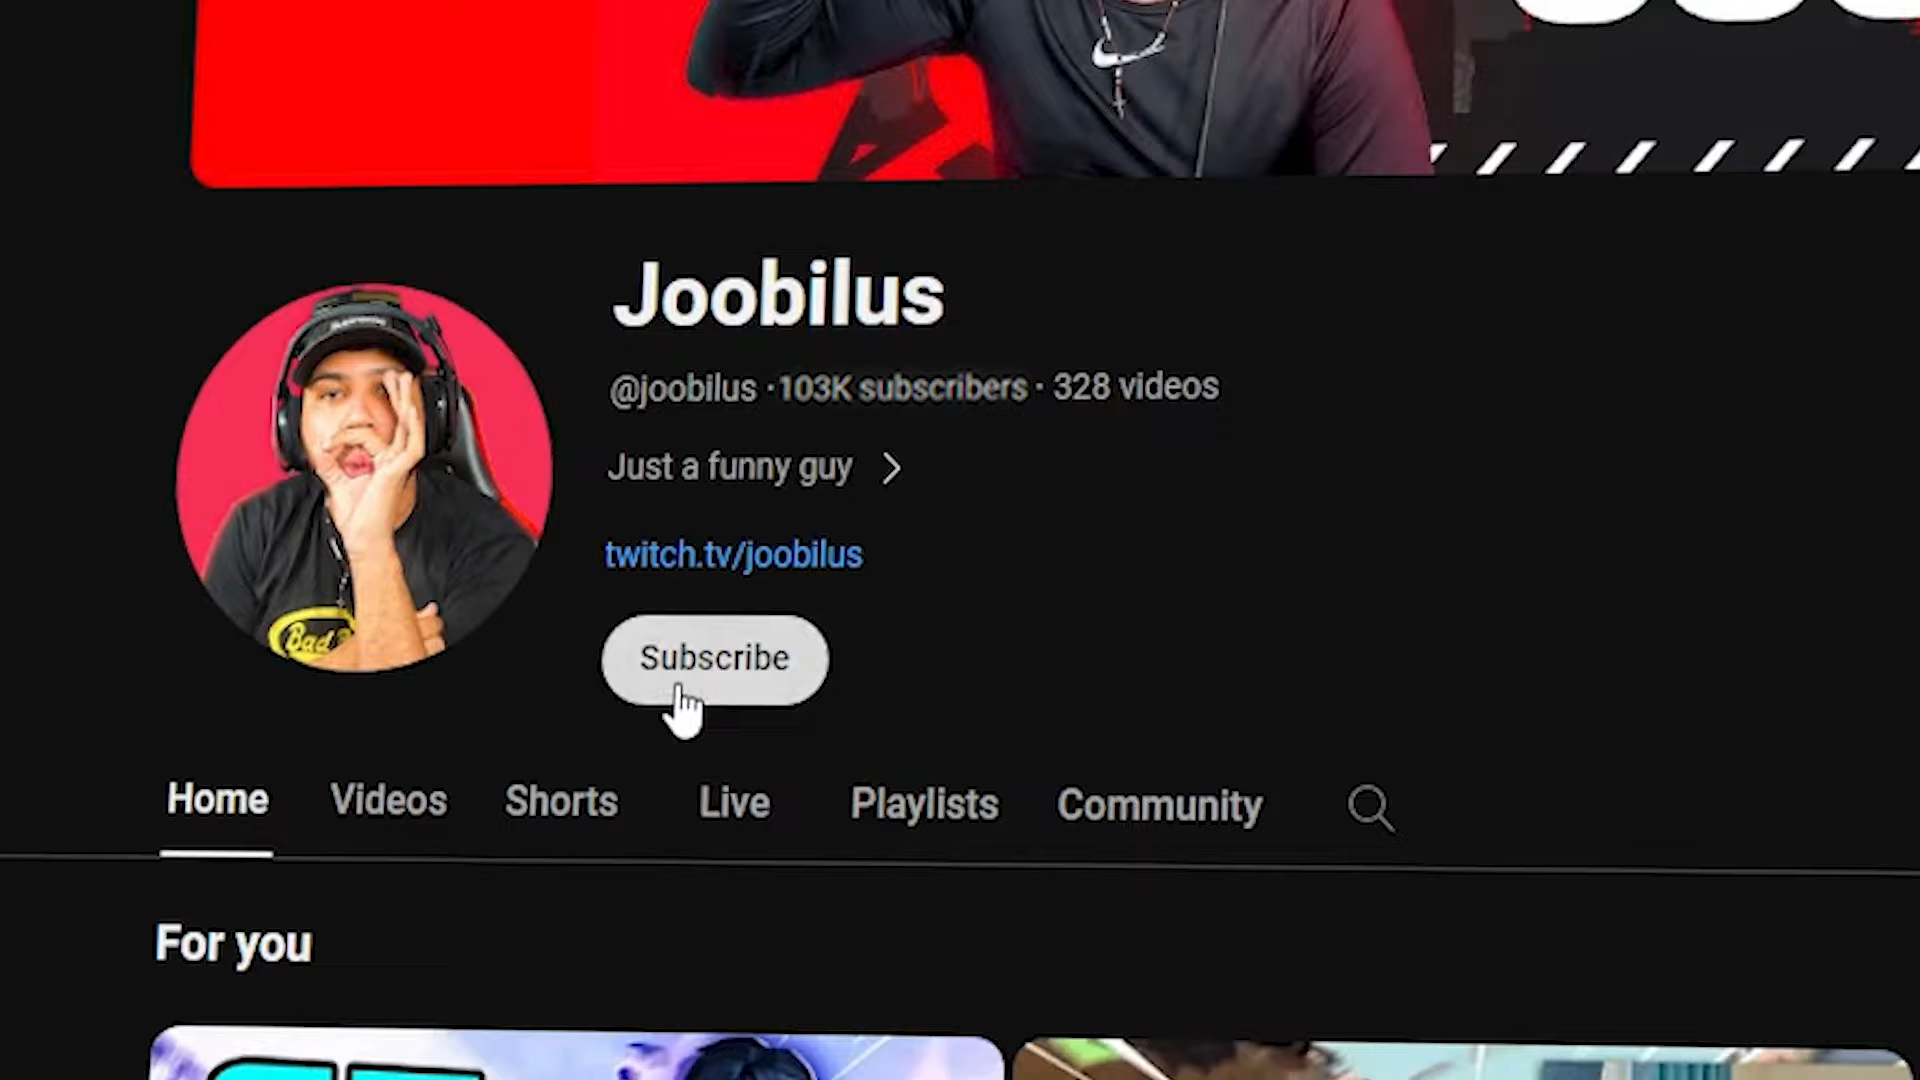 Joobilus
@joobilus · 103K subscribers · 328 videos
Just a funny guy
twitch.tv/joobilus
Subscribe
Home Videos Shorts Live Playlists Community
For you
Bad